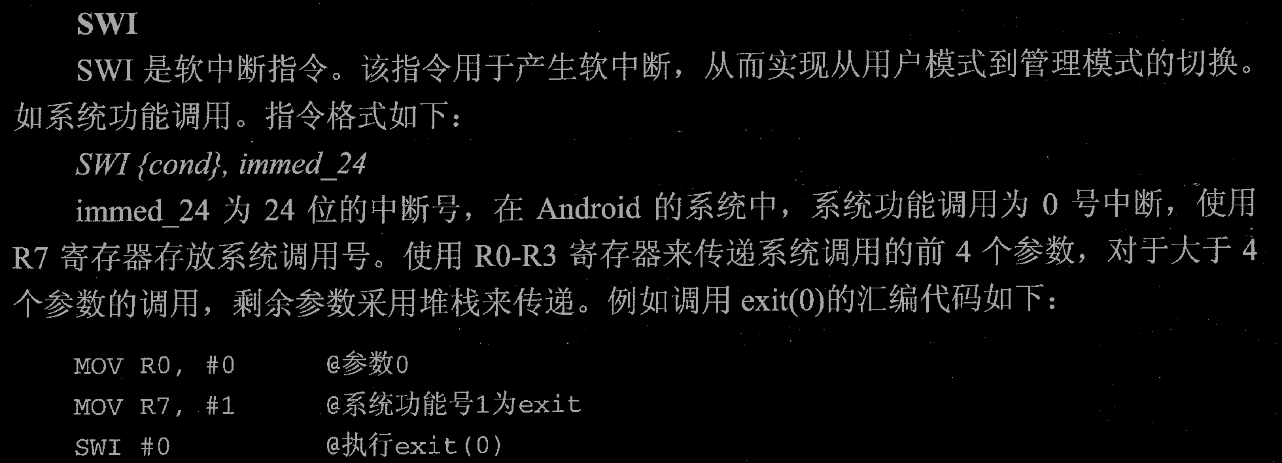 SWI
SWI 是软中断指令。该指令用于产生软中断，从而实现从用户模式到管理模式的切换。
如系统功能调用。指令格式如下：
SWI {cond}, immed_24
immed_24 为 24 位的中断号，在 Android 的系统中，系统功能调用为 0 号中断，使用
R7 寄存器存放系统调用号。使用 R0-R3 寄存器来传递系统调用的前 4 个参数，对于大于 4
个参数的调用，剩余参数采用堆栈来传递。例如调用 exit(0)的汇编代码如下：
MOV R0, #0 @参数0
MOV R7, #1 @系统功能号1为exit
SWI #0 @执行exit(0)